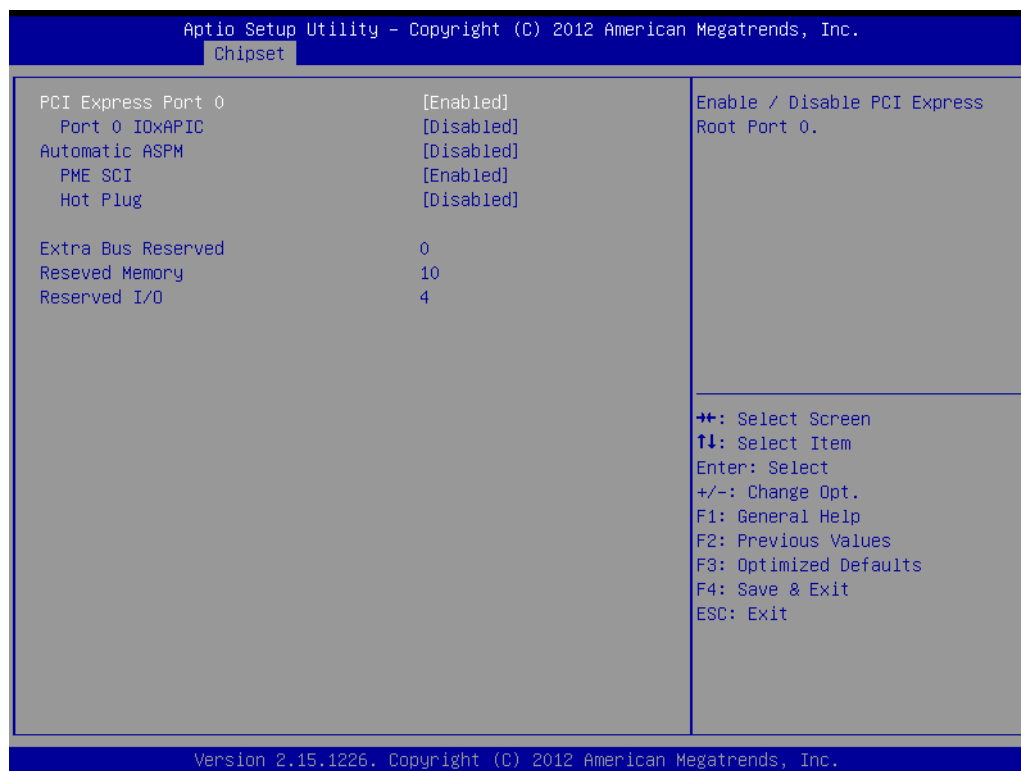 Aptio Setup Utility – Copyright (C) 2012 American Megatrends, Inc.
Chipset
PCI Express Port 0 [Enabled]
Port 0 IOxAPIC [Disabled]
Automatic ASPM [Disabled]
PME SCI [Enabled]
Hot Plug [Disabled]
Extra Bus Reserved 0
Reseved Memory 10
Reserved I/O 4
Enable / Disable PCI Express
Root Port 0.
→←: Select Screen
↑↓: Select Item
Enter: Select
+/-: Change Opt.
F1: General Help
F2: Previous Values
F3: Optimized Defaults
F4: Save & Exit
ESC: Exit
Version 2.15.1226. Copyright (C) 2012 American Megatrends, Inc.